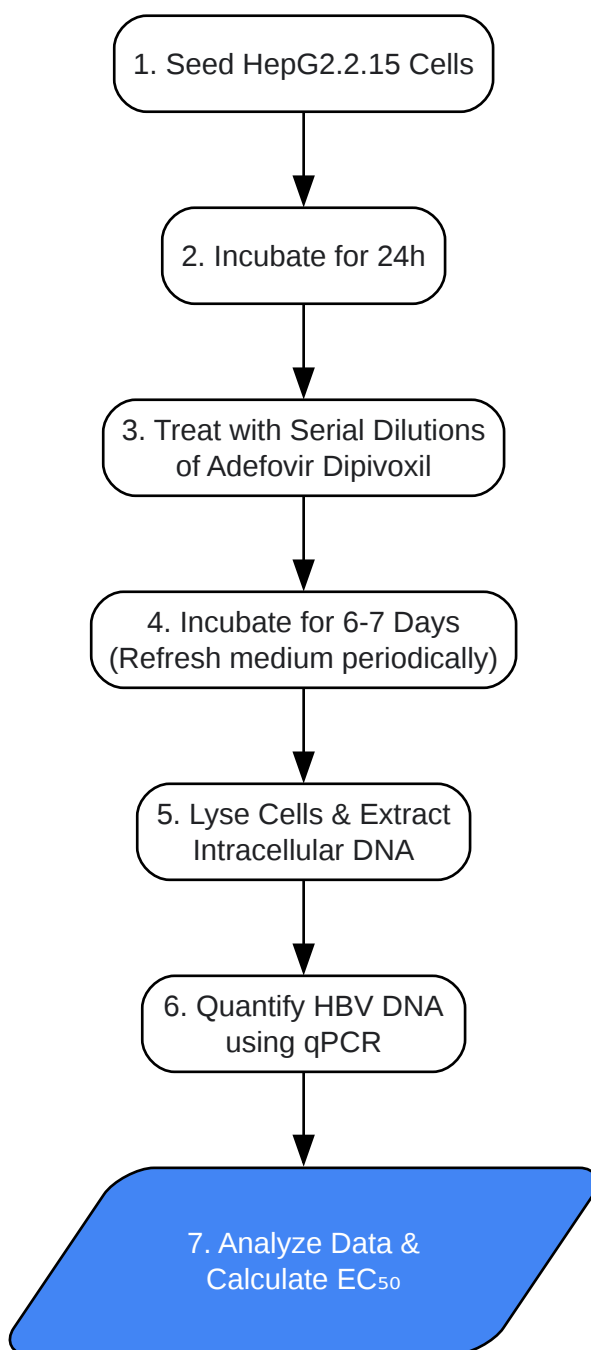 1. Seed HepG2.2.15 Cells
2. Incubate for 24h
3. Treat with Serial Dilutions
of Adefovir Dipivoxil
4. Incubate for 6-7 Days
(Refresh medium periodically)
5. Lyse Cells & Extract
Intracellular DNA
6. Quantify HBV DNA
using qPCR
7. Analyze Data &
Calculate EC₅₀